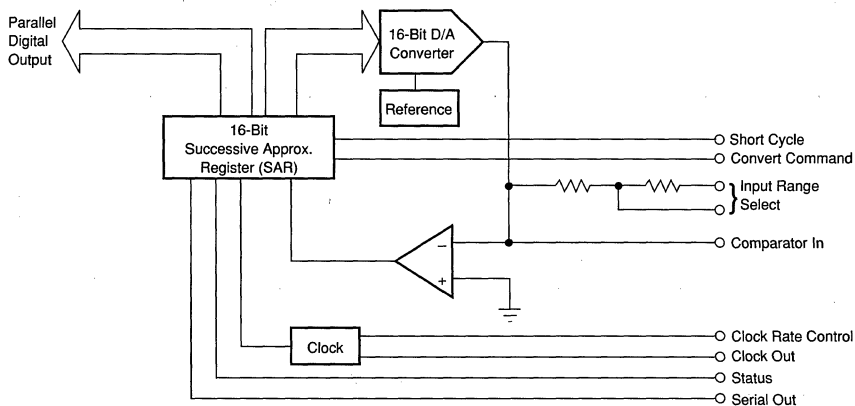 Parallel
Digital
Output
16-Bit D/A
Converter
Reference
16-Bit
Successive Approx.
Register (SAR)
Short Cycle
Convert Command
Input Range
Select
−
+
Comparator In
Clock
Clock Rate Control
Clock Out
Status
Serial Out